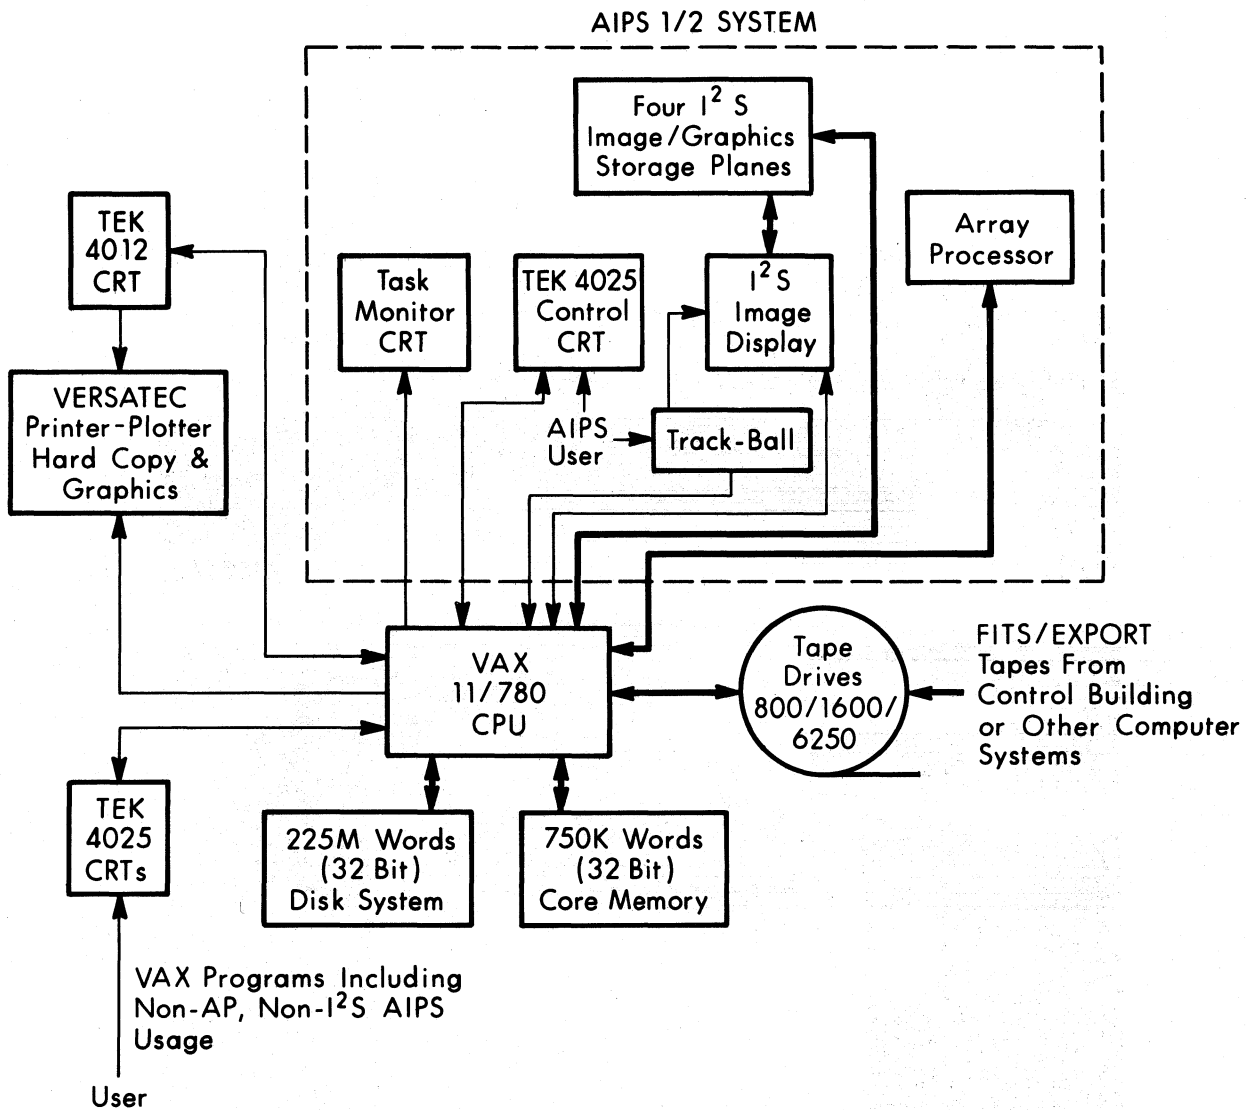 AIPS 1/2 SYSTEM
Four I² S
Image/Graphics
Storage Planes
TEK
4012
CRT
Array
Processor
Task
Monitor
CRT
TEK 4025
Control
CRT
I² S
Image
Display
VERSATEC
Printer-Plotter
Hard Copy &
Graphics
AIPS
User
Track-Ball
VAX
11/780
CPU
Tape
Drives
800/1600/
6250
FITS/EXPORT
Tapes From
Control Building
or Other Computer
Systems
TEK
4025
CRTs
225M Words
(32 Bit)
Disk System
750K Words
(32 Bit)
Core Memory
VAX Programs Including
Non-AP, Non-I²S AIPS
Usage
User